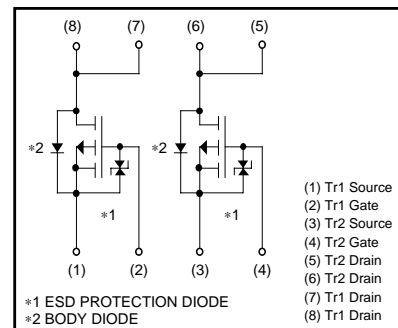 (8) (7) (6) (5)
∗2 ∗2
∗1 ∗1
(1) (2) (3) (4)
(1) Tr1 Source
(2) Tr1 Gate
(3) Tr2 Source
(4) Tr2 Gate
(5) Tr2 Drain
(6) Tr2 Drain
(7) Tr1 Drain
(8) Tr1 Drain
∗1 ESD PROTECTION DIODE
∗2 BODY DIODE